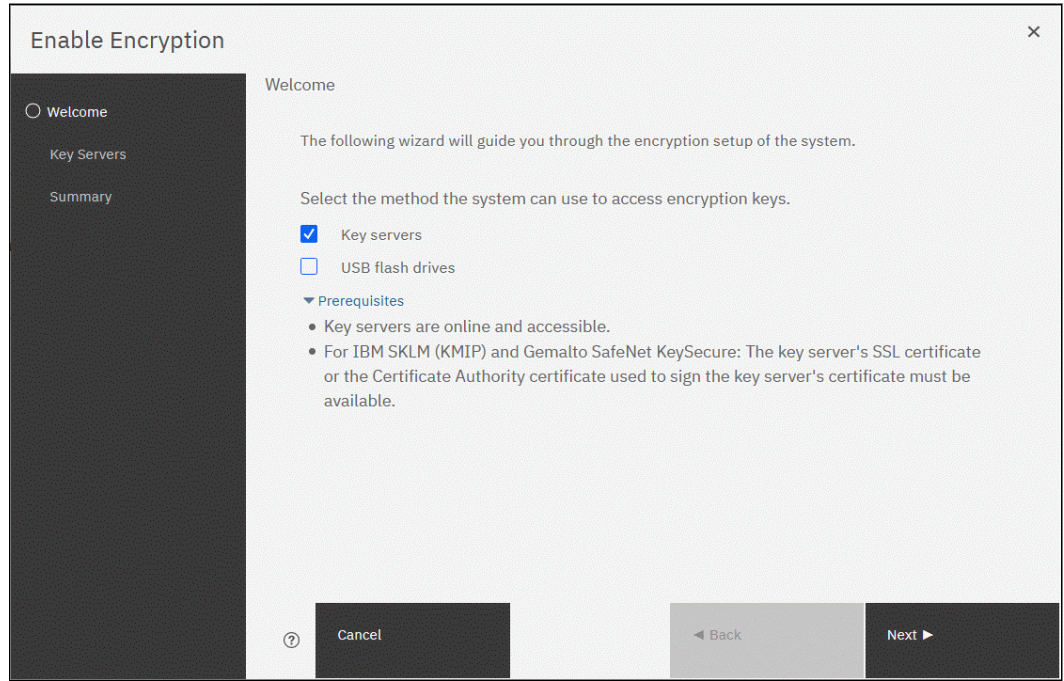 Enable Encryption
Welcome
Key Servers
Summary
Welcome
The following wizard will guide you through the encryption setup of the system.
Select the method the system can use to access encryption keys.
Key servers
USB flash drives
Prerequisites
• Key servers are online and accessible.
• For IBM SKLM (KMIP) and Gemalto SafeNet KeySecure: The key server's SSL certificate
or the Certificate Authority certificate used to sign the key server's certificate must be
available.
Cancel
Back
Next